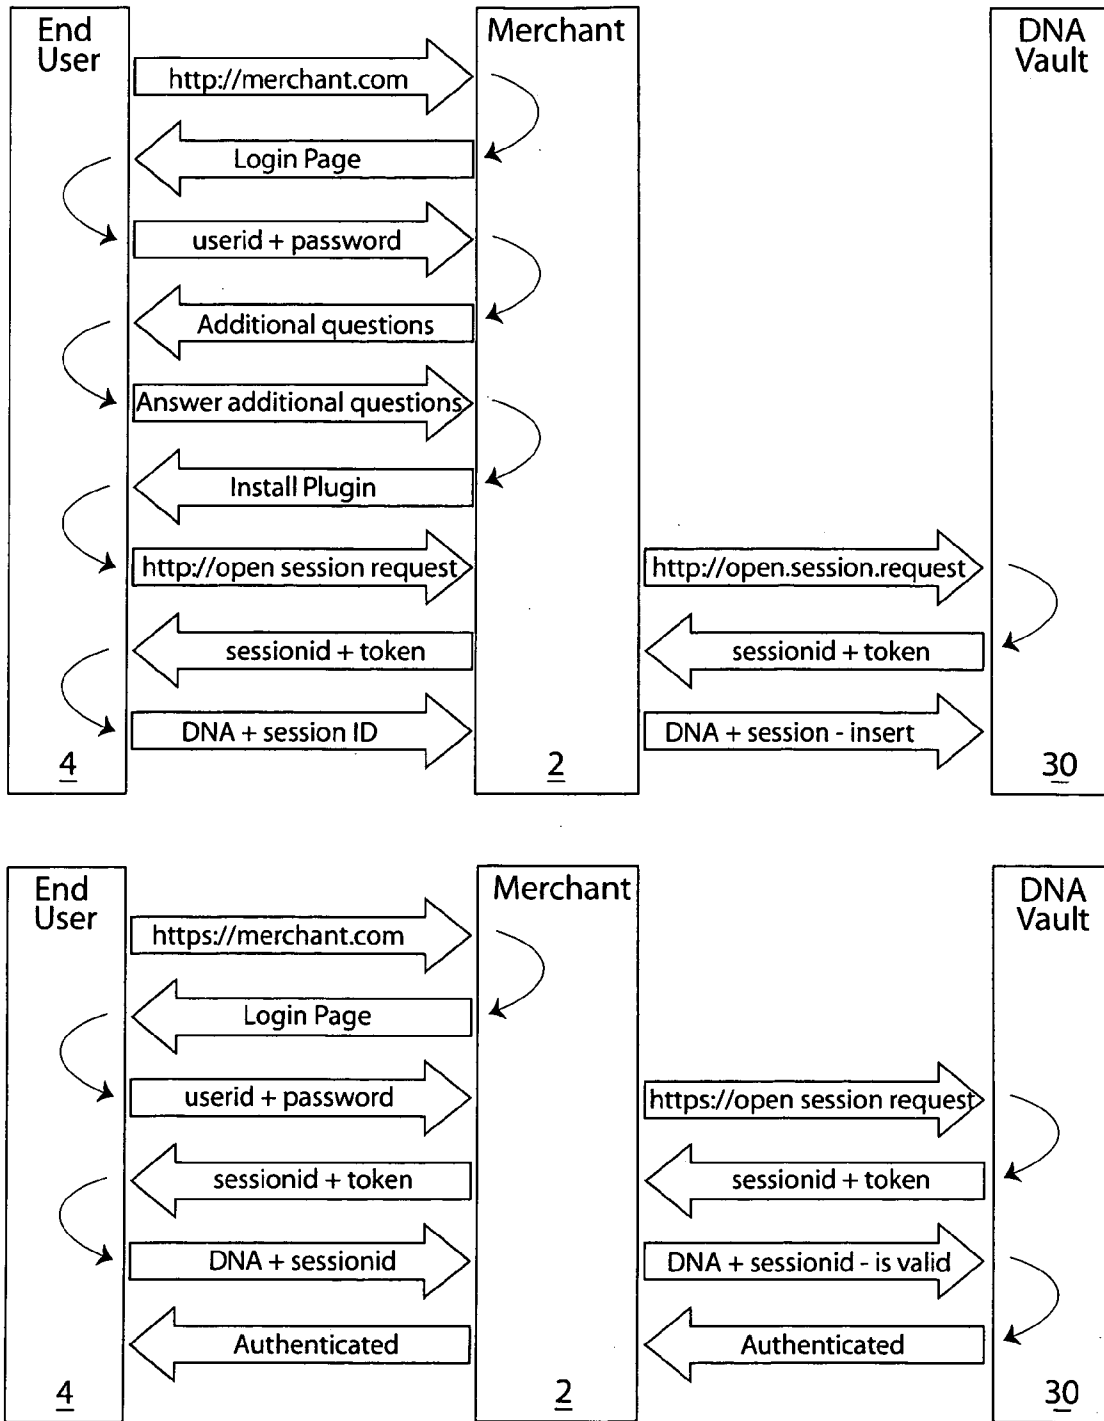 End
User
Merchant
DNA
Vault
http://merchant.com
Login Page
userid + password
Additional questions
Answer additional questions
Install Plugin
http://open session request
http://open.session.request
sessionid + token
sessionid + token
DNA + session ID
DNA + session - insert
4
2
30
End
User
Merchant
DNA
Vault
https://merchant.com
Login Page
userid + password
https://open session request
sessionid + token
sessionid + token
DNA + sessionid
DNA + sessionid - is valid
Authenticated
Authenticated
4
2
30